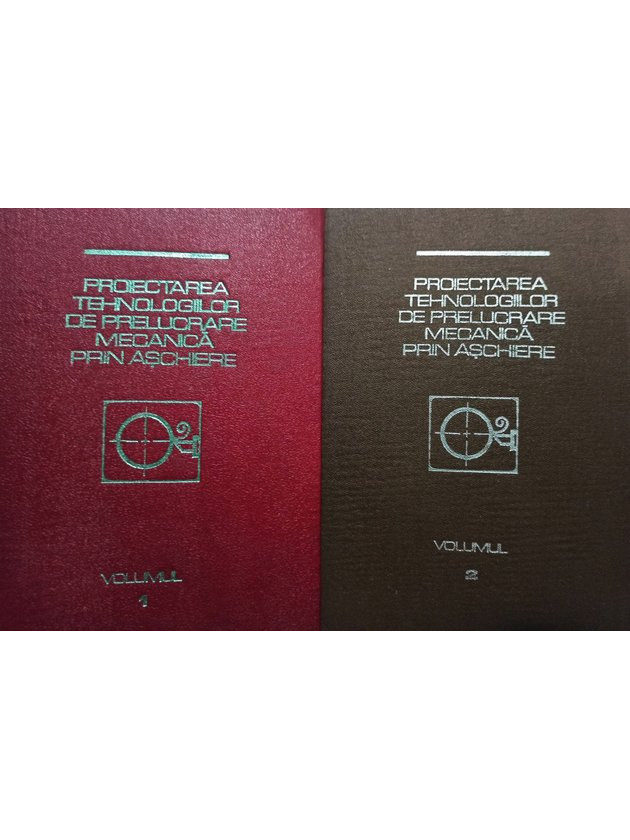 PROIECTAREA
TEHNOLOGIILOR
DE PRELUCRARE
MECANICĂ
PRIN AȘCHIERE
VOLUMUL
1
PROIECTAREA
TEHNOLOGIILOR
DE PRELUCRARE
MECANICĂ
PRIN AȘCHIERE
VOLUMUL
2